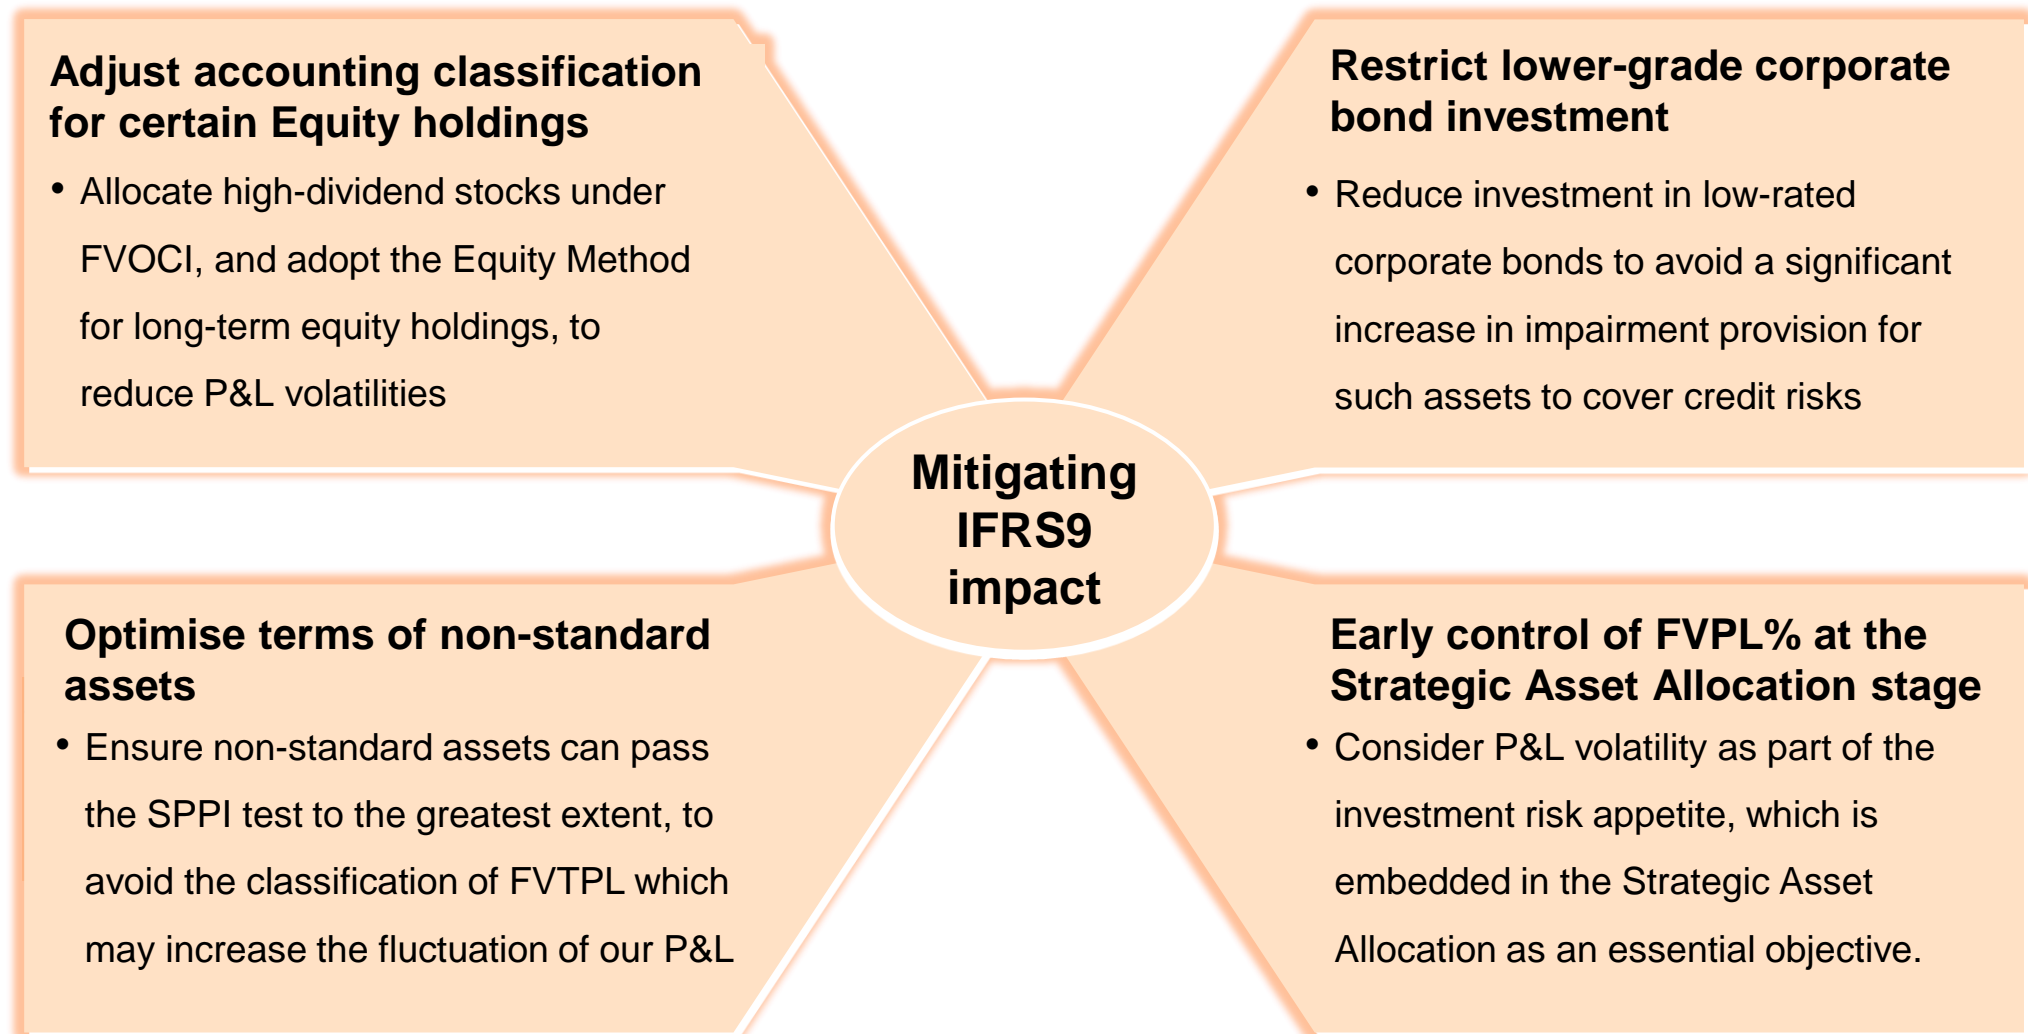 Adjust accounting classification
for certain Equity holdings
• Allocate high-dividend stocks under
FVOCI, and adopt the Equity Method
for long-term equity holdings, to
reduce P&L volatilities
Restrict lower-grade corporate
bond investment
• Reduce investment in low-rated
corporate bonds to avoid a significant
increase in impairment provision for
such assets to cover credit risks
Mitigating
IFRS9
impact
Optimise terms of non-standard
assets
• Ensure non-standard assets can pass
the SPPI test to the greatest extent, to
avoid the classification of FVTPL which
may increase the fluctuation of our P&L
Early control of FVPL% at the
Strategic Asset Allocation stage
• Consider P&L volatility as part of the
investment risk appetite, which is
embedded in the Strategic Asset
Allocation as an essential objective.